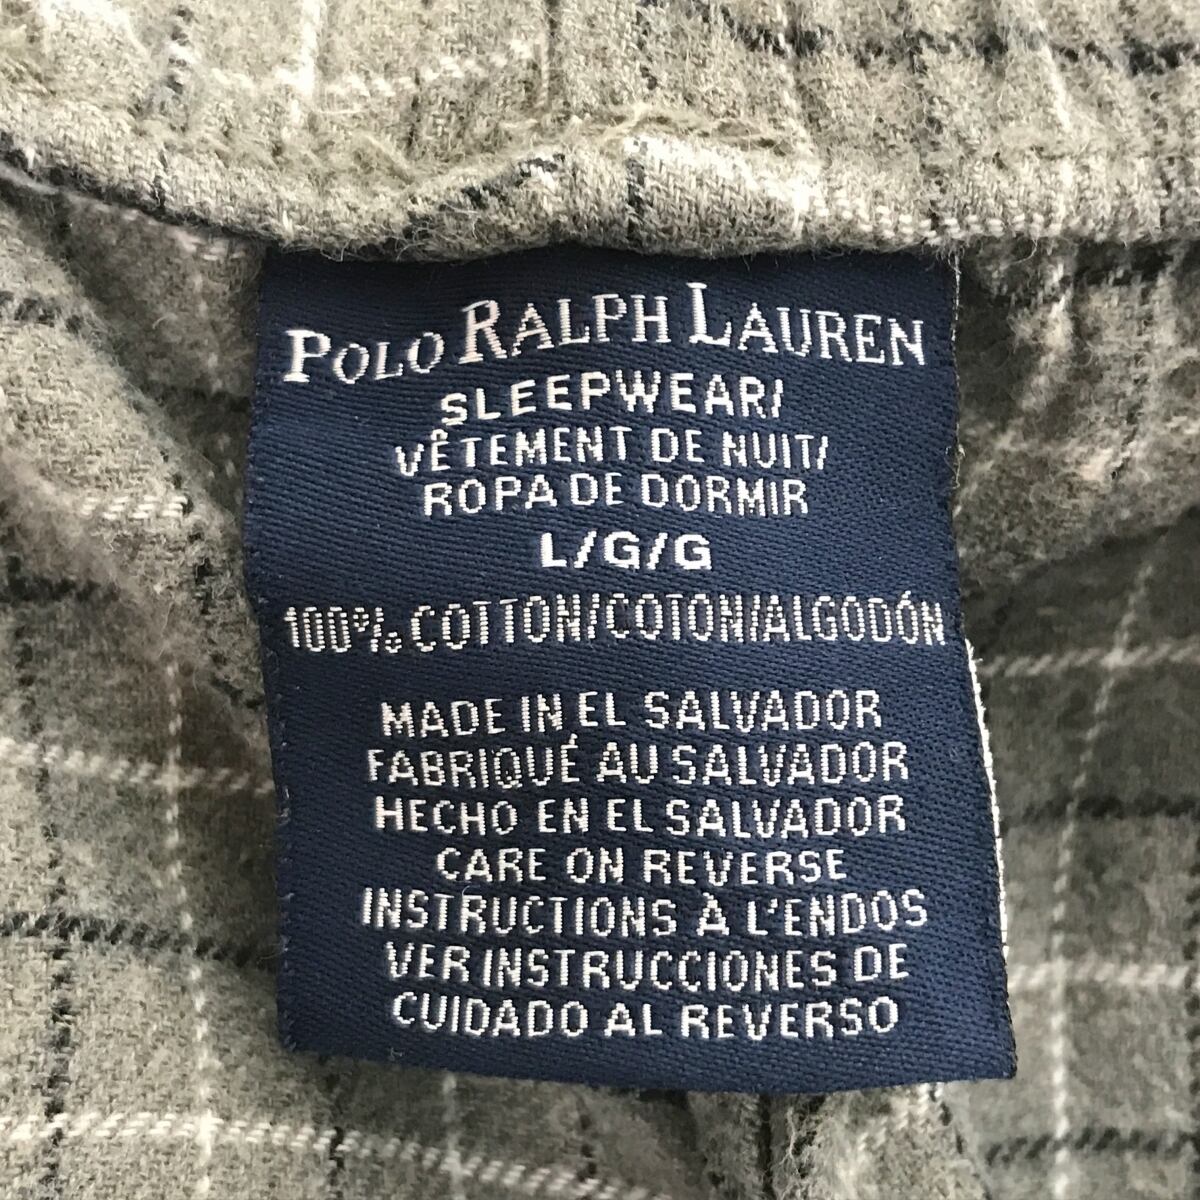 POLO RALPH LAUREN
SLEEPWEAR/
VÊTEMENT DE NUIT/
ROPA DE DORMIR
L/G/G
100% COTTON/COTON/ALGODÓN
MADE IN EL SALVADOR
FABRIQUÉ AU SALVADOR
HECHO EN EL SALVADOR
CARE ON REVERSE
INSTRUCTIONS À L'ENDOS
VER INSTRUCCIONES DE
CUIDADO AL REVERSO